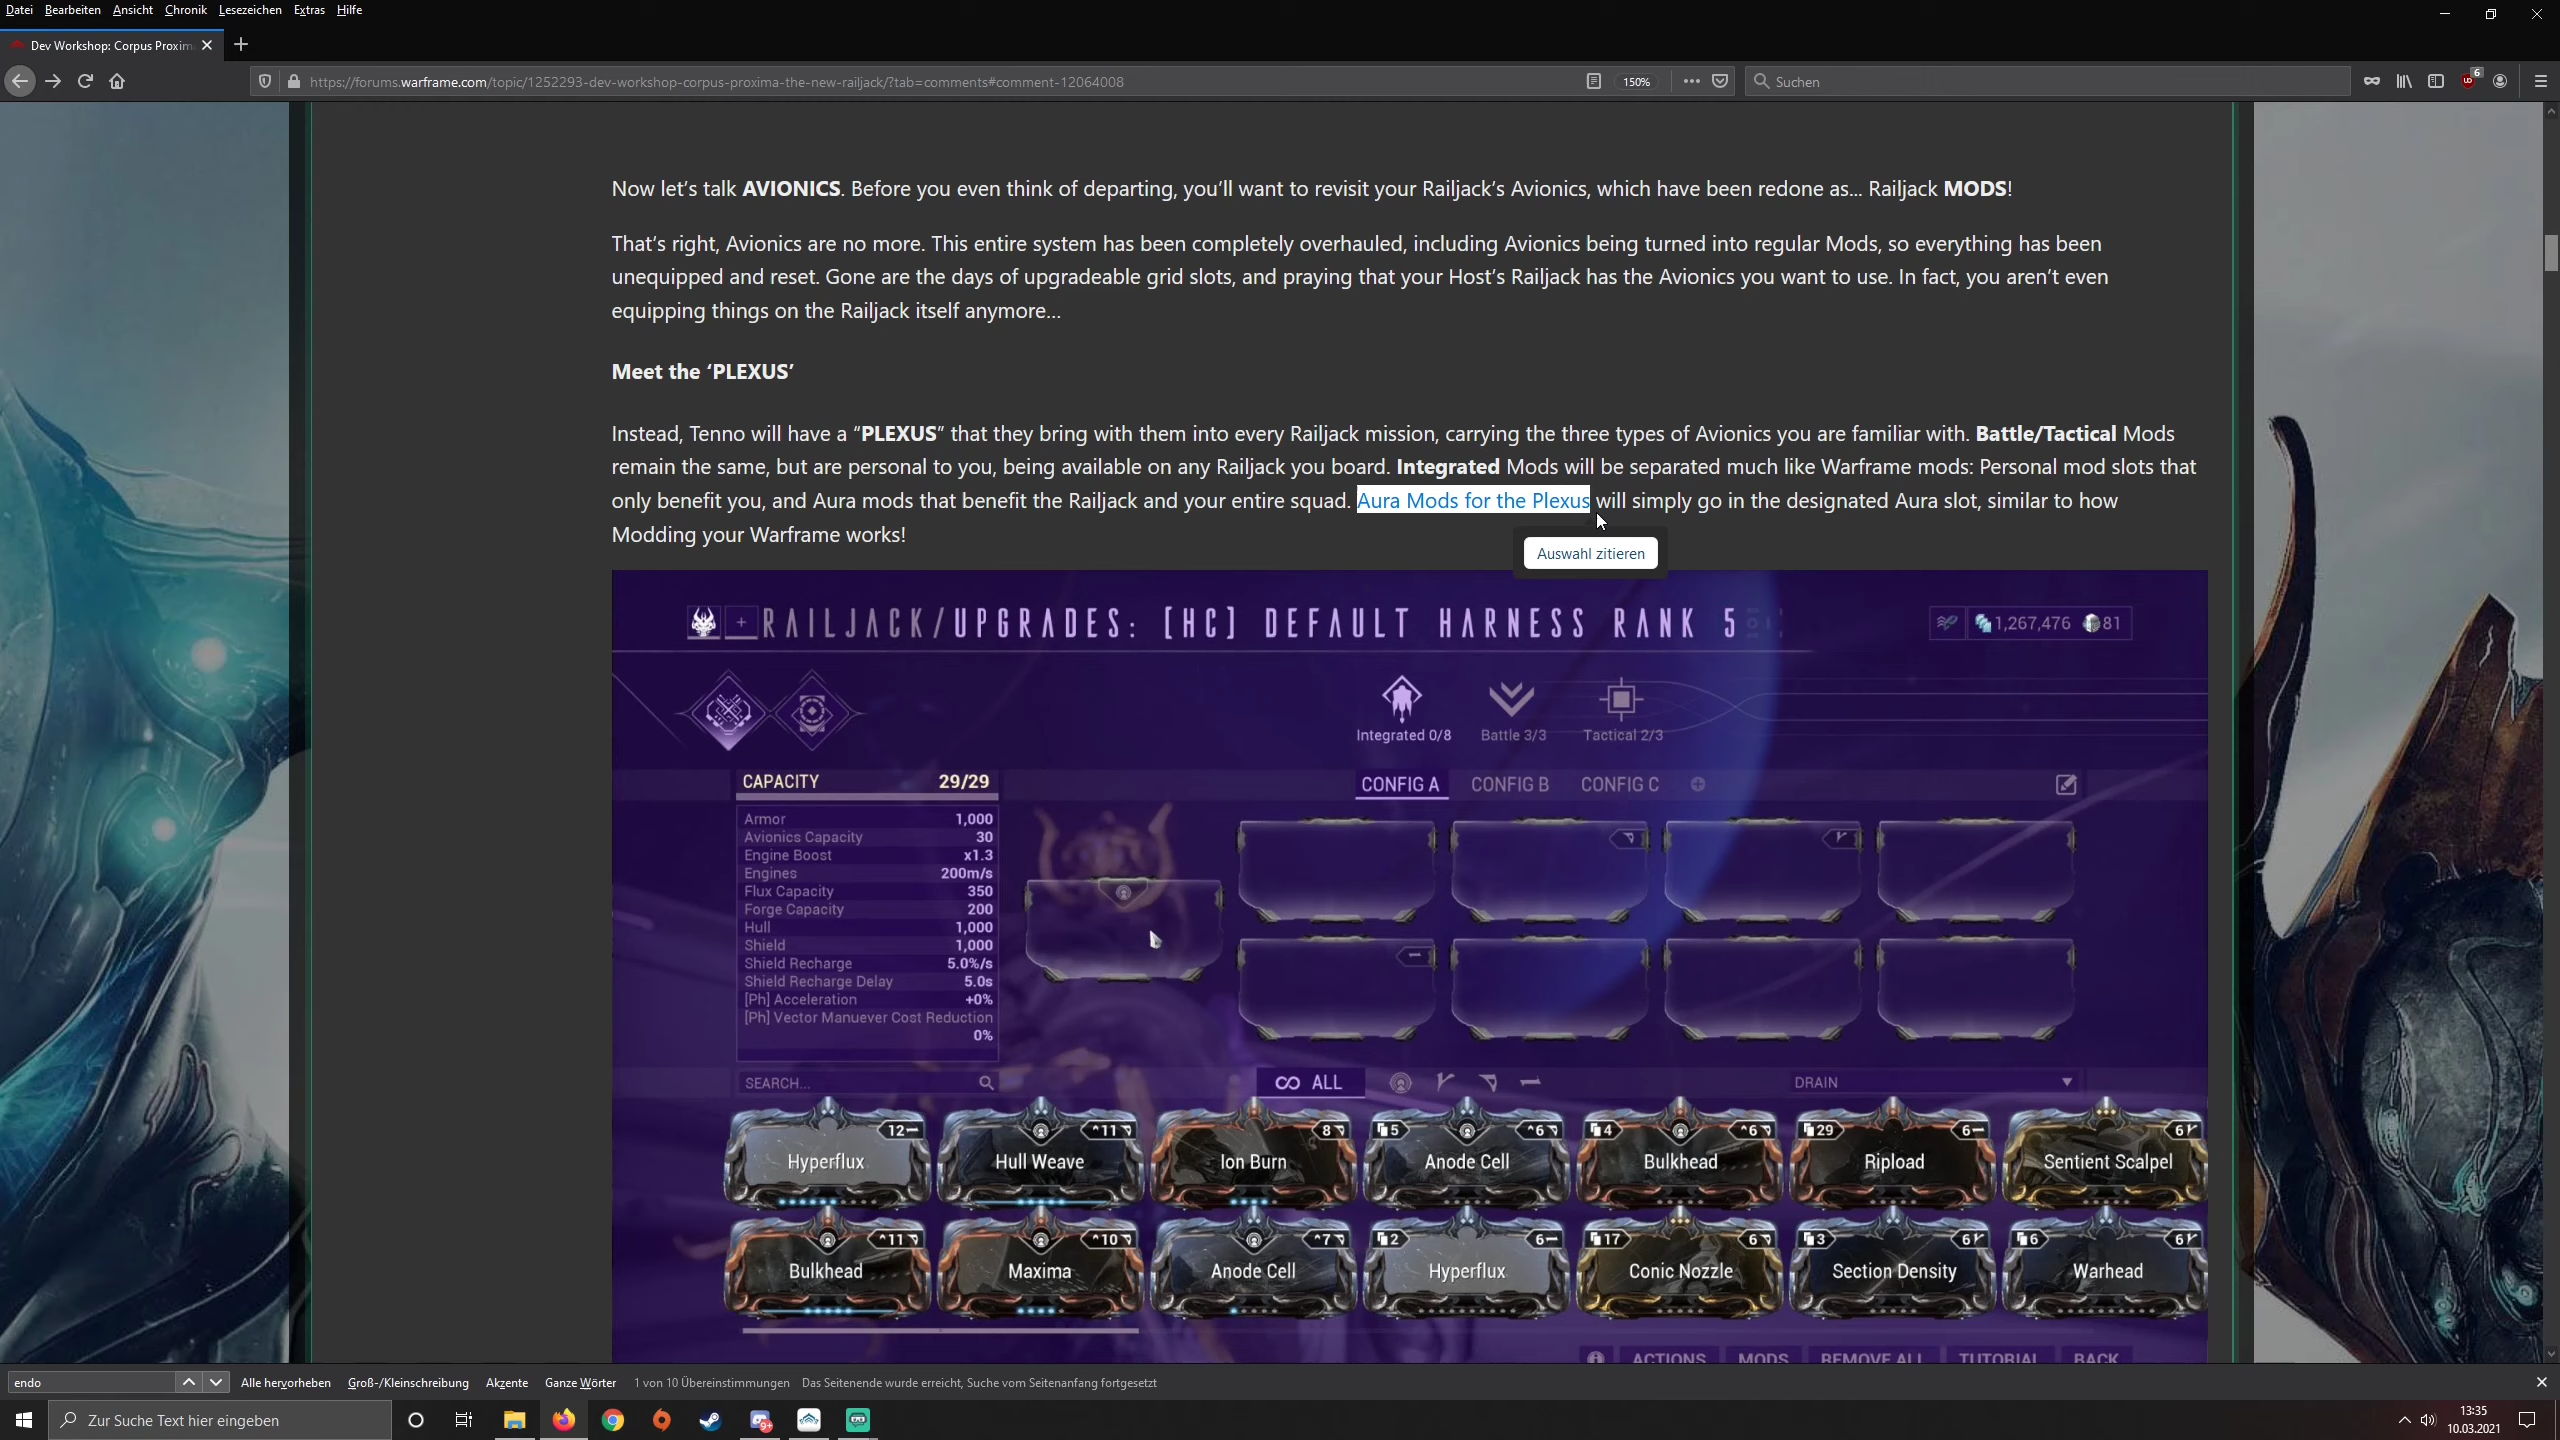 Datei Bearbeiten Ansicht Chronik Lesezeichen Extras Hilfe
Dev Workshop: Corpus Proxim
https://forums.warframe.com/topic/1252293-dev-workshop-corpus-proxima-the-new-railjack/?tab=comments#comment-12064008
150%
Suchen
6
Now let's talk AVIONICS. Before you even think of departing, you'll want to revisit your Railjack's Avionics, which have been redone as... Railjack MODS!
That's right, Avionics are no more. This entire system has been completely overhauled, including Avionics being turned into regular Mods, so everything has been
unequipped and reset. Gone are the days of upgradeable grid slots, and praying that your Host's Railjack has the Avionics you want to use. In fact, you aren't even
equipping things on the Railjack itself anymore...
Meet the ‘PLEXUS’
Instead, Tenno will have a “PLEXUS” that they bring with them into every Railjack mission, carrying the three types of Avionics you are familiar with. Battle/Tactical Mods
remain the same, but are personal to you, being available on any Railjack you board. Integrated Mods will be separated much like Warframe mods: Personal mod slots that
only benefit you, and Aura mods that benefit the Railjack and your entire squad. Aura Mods for the Plexus will simply go in the designated Aura slot, similar to how
Modding your Warframe works!
Auswahl zitieren
RAILJACK/UPGRADES: [HC] DEFAULT HARNESS RANK 5
1,267,476 81
Integrated 0/8 Battle 3/3 Tactical 2/3
CAPACITY 29/29
CONFIG A CONFIG B CONFIG C
Armor 1,000
Avionics Capacity 30
Engine Boost x1.3
Engines 200m/s
Flux Capacity 350
Forge Capacity 200
Hull 1,000
Shield 1,000
Shield Recharge 5.0%/s
Shield Recharge Delay 5.0s
[Ph] Acceleration +0%
[Ph] Vector Manuever Cost Reduction
0%
SEARCH... ALL DRAIN
12 ^11 8 5 ^6 4 ^6 29 6 6
Hyperflux Hull Weave Ion Burn Anode Cell Bulkhead Ripload Sentient Scalpel
^11 ^10 ^7 2 6 17 6 3 6 6 6
Bulkhead Maxima Anode Cell Hyperflux Conic Nozzle Section Density Warhead
ACTIONS MODS REMOVE ALL TUTORIAL BACK
endo Alle hervorheben Groß-/Kleinschreibung Akzente Ganze Wörter 1 von 10 Übereinstimmungen Das Seitenende wurde erreicht, Suche vom Seitenanfang fortgesetzt
Zur Suche Text hier eingeben
9+
13:35
10.03.2021